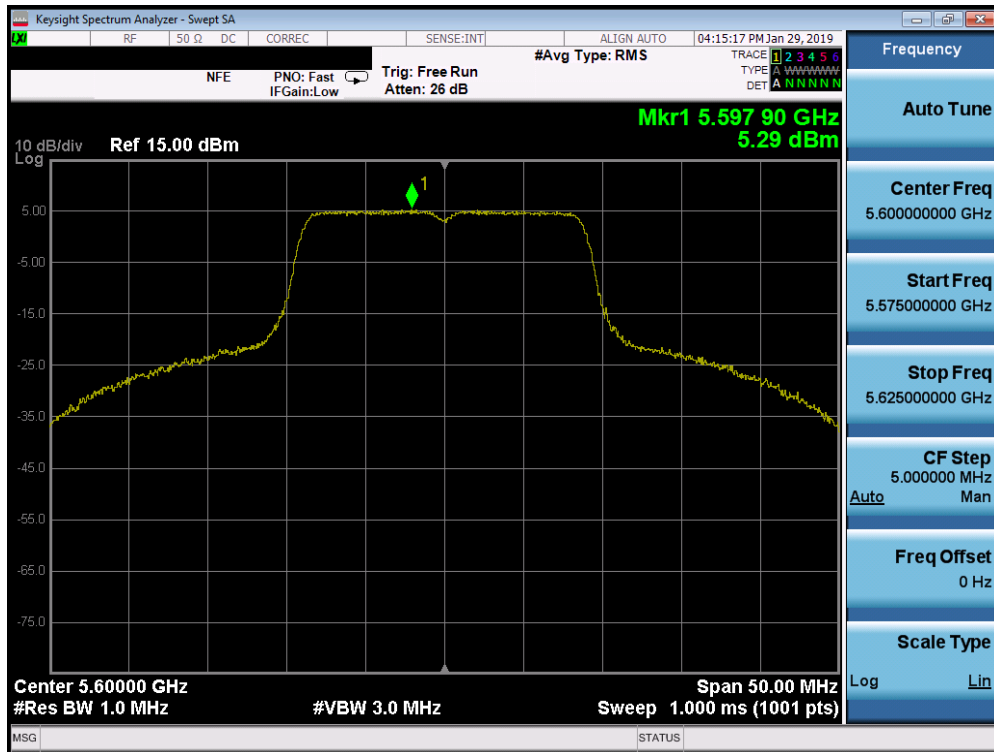 Keysight Spectrum Analyzer - Swept SA
LXI RF 50 Ω DC CORREC SENSE:INT ALIGN AUTO 04:15:17 PM Jan 29, 2019
NFE PNO: Fast IFGain:Low Trig: Free Run Atten: 26 dB #Avg Type: RMS
TRACE 1 2 3 4 5 6
TYPE A WWWWW
DET A N N N N N
Mkr1 5.597 90 GHz
5.29 dBm
10 dB/div Ref 15.00 dBm
Log
1
5.00
-5.00
-15.0
-25.0
-35.0
-45.0
-55.0
-65.0
-75.0
Center 5.60000 GHz Span 50.00 MHz
#Res BW 1.0 MHz #VBW 3.0 MHz Sweep 1.000 ms (1001 pts)
MSG STATUS
Frequency
Auto Tune
Center Freq
5.600000000 GHz
Start Freq
5.575000000 GHz
Stop Freq
5.625000000 GHz
CF Step
5.000000 MHz
Auto Man
Freq Offset
0 Hz
Scale Type
Log Lin